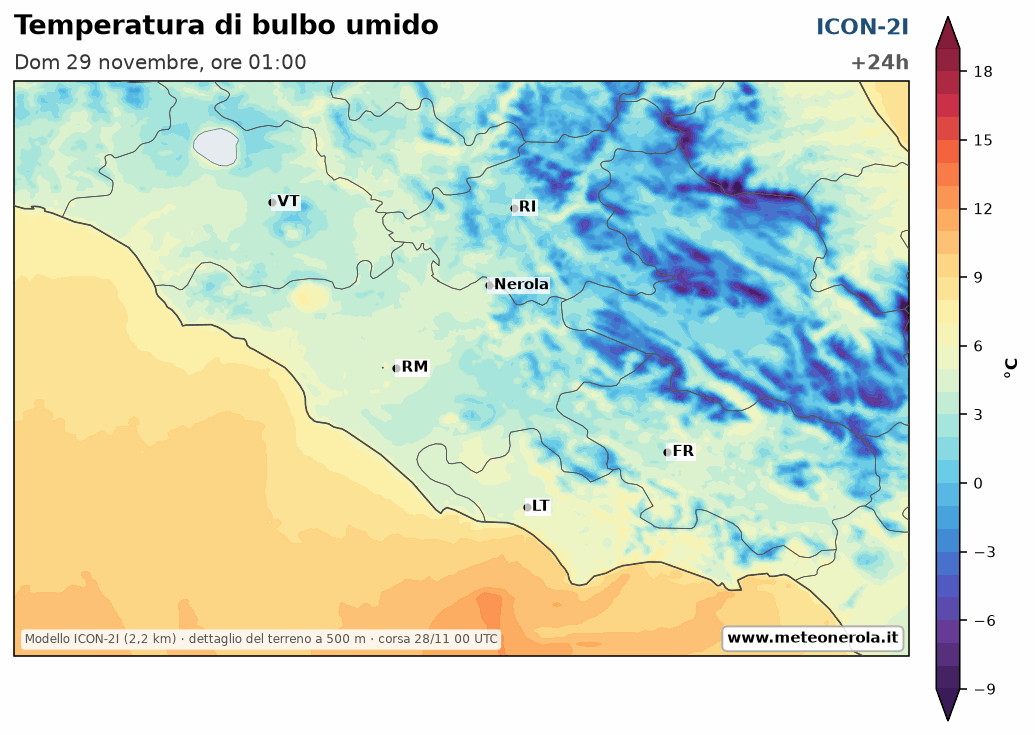 Temperatura di bulbo umido
ICON-2I
Dom 29 novembre, ore 01:00
+24h
VT
RI
Nerola
RM
FR
LT
Modello ICON-2I (2,2 km) · dettaglio del terreno a 500 m · corsa 28/11 00 UTC
www.meteonerola.it
18
15
12
9
6
3
0
−3
−6
−9
°C